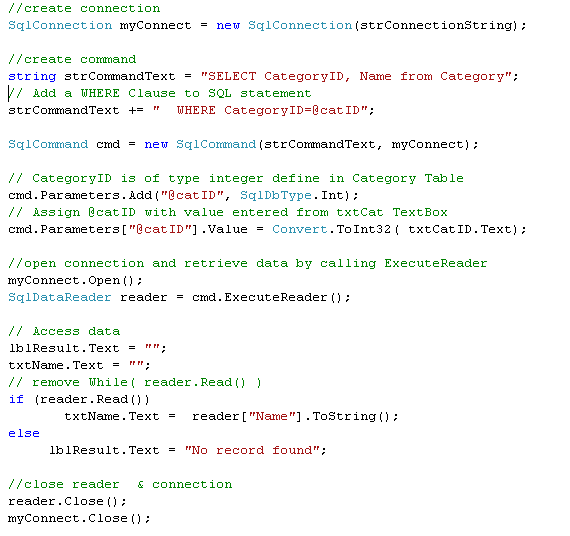 //create connection
SqlConnection myConnect = new SqlConnection(strConnectionString);
//create command
string strCommandText = "SELECT CategoryID, Name from Category";
// Add a WHERE Clause to SQL statement
strCommandText += "  WHERE CategoryID=@catID";
SqlCommand cmd = new SqlCommand(strCommandText, myConnect);
// CategoryID is of type integer define in Category Table
cmd.Parameters.Add("@catID", SqlDbType.Int);
// Assign @catID with value entered from txtCat TextBox
cmd.Parameters["@catID"].Value = Convert.ToInt32( txtCatID.Text);
//open connection and retrieve data by calling ExecuteReader
myConnect.Open();
SqlDataReader reader = cmd.ExecuteReader();
// Access data
lblResult.Text = "";
txtName.Text = "";
// remove While( reader.Read() )
if (reader.Read())
txtName.Text =  reader["Name"].ToString();
else
lblResult.Text = "No record found";
//close reader  & connection
reader.Close();
myConnect.Close();